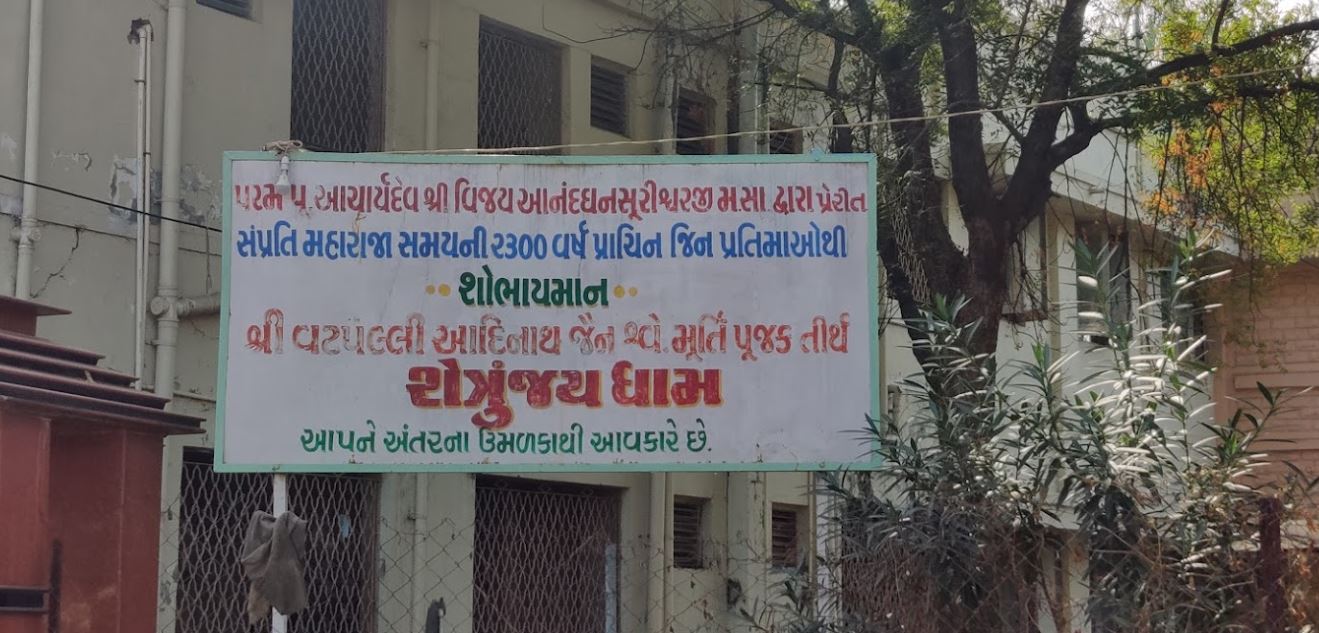 પરમ પૂ. આચાર્યદેવ શ્રી વિજય આનંદઘનસૂરીશ્વરજી મ.સા. દ્વારા પ્રેરીત
સંપ્રતિ મહારાજા સમયની ૨૩૦૦ વર્ષ પ્રાચિન જિન પ્રતિમાઓથી
શોભાયમાન
શ્રી વટપલ્લી આદિનાથ જૈન શ્વે. મૂર્તિ પૂજક તીર્થ
શેત્રુંજય ધામ
આપને અંતરના ઉમળકાથી આવકારે છે.